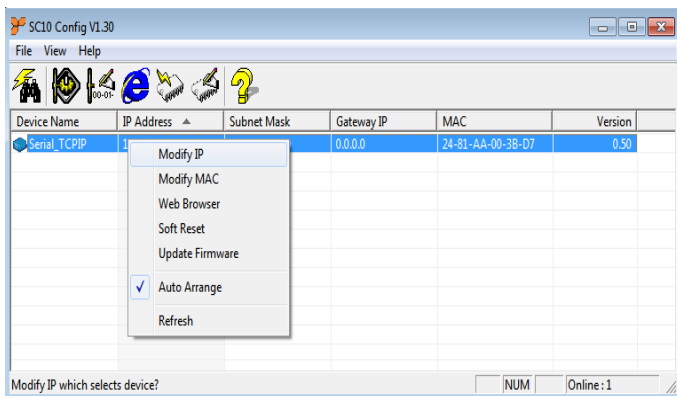 SC10 Config V1.30
File View Help
00-01-
Device Name IP Address Subnet Mask Gateway IP MAC Version
Serial_TCPIP 1 0.0.0.0 24-81-AA-00-3B-D7 0.50
Modify IP
Modify MAC
Web Browser
Soft Reset
Update Firmware
Auto Arrange
Refresh
Modify IP which selects device? NUM Online : 1